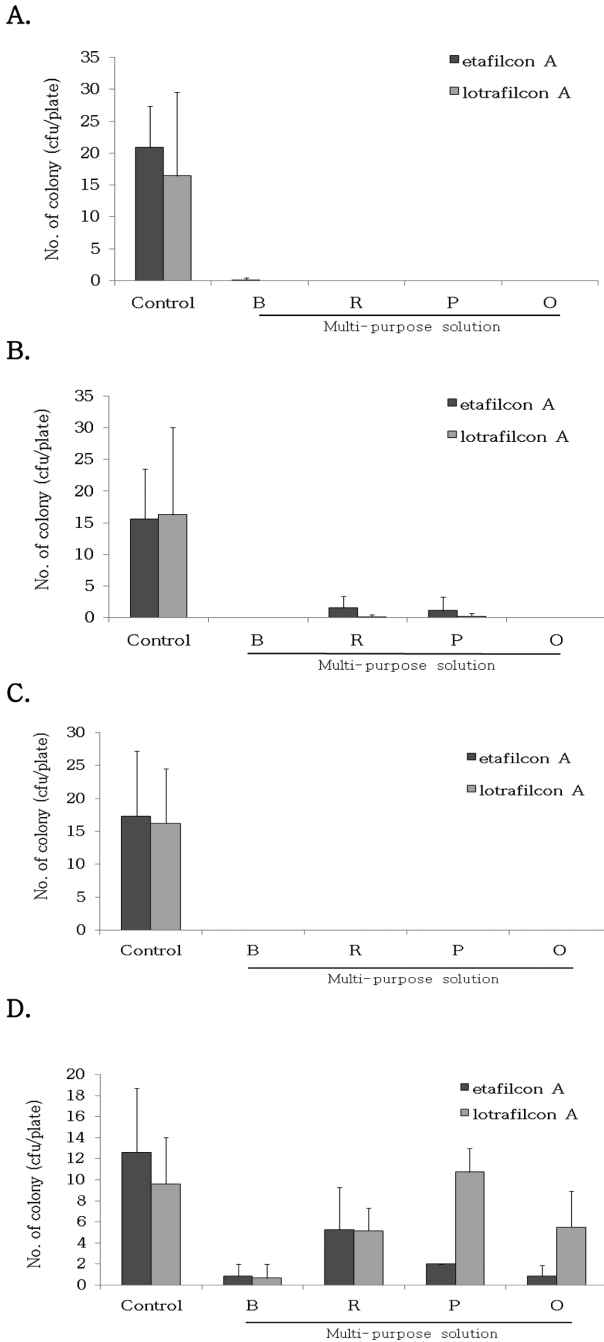 A.
No. of colony (cfu/plate)
35
30
25
20
15
10
5
0
etafilcon A
lotrafilcon A
Control B R P O
Multi-purpose solution
B.
No. of colony (cfu/plate)
35
30
25
20
15
10
5
0
etafilcon A
lotrafilcon A
Control B R P O
Multi-purpose solution
C.
No. of colony (cfu/plate)
30
25
20
15
10
5
0
etafilcon A
lotrafilcon A
Control B R P O
Multi-purpose solution
D.
No. of colony (cfu/plate)
20
18
16
14
12
10
8
6
4
2
0
etafilcon A
lotrafilcon A
Control B R P O
Multi-purpose solution